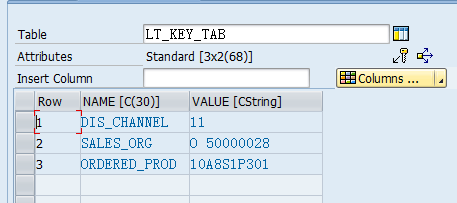 Table LT_KEY_TAB
Attributes Standard [3x2(68)]
Insert Column Columns ...
Row NAME [C(30)] VALUE [CString]
1 DIS_CHANNEL 11
2 SALES_ORG O 50000028
3 ORDERED_PROD 10A8S1P301